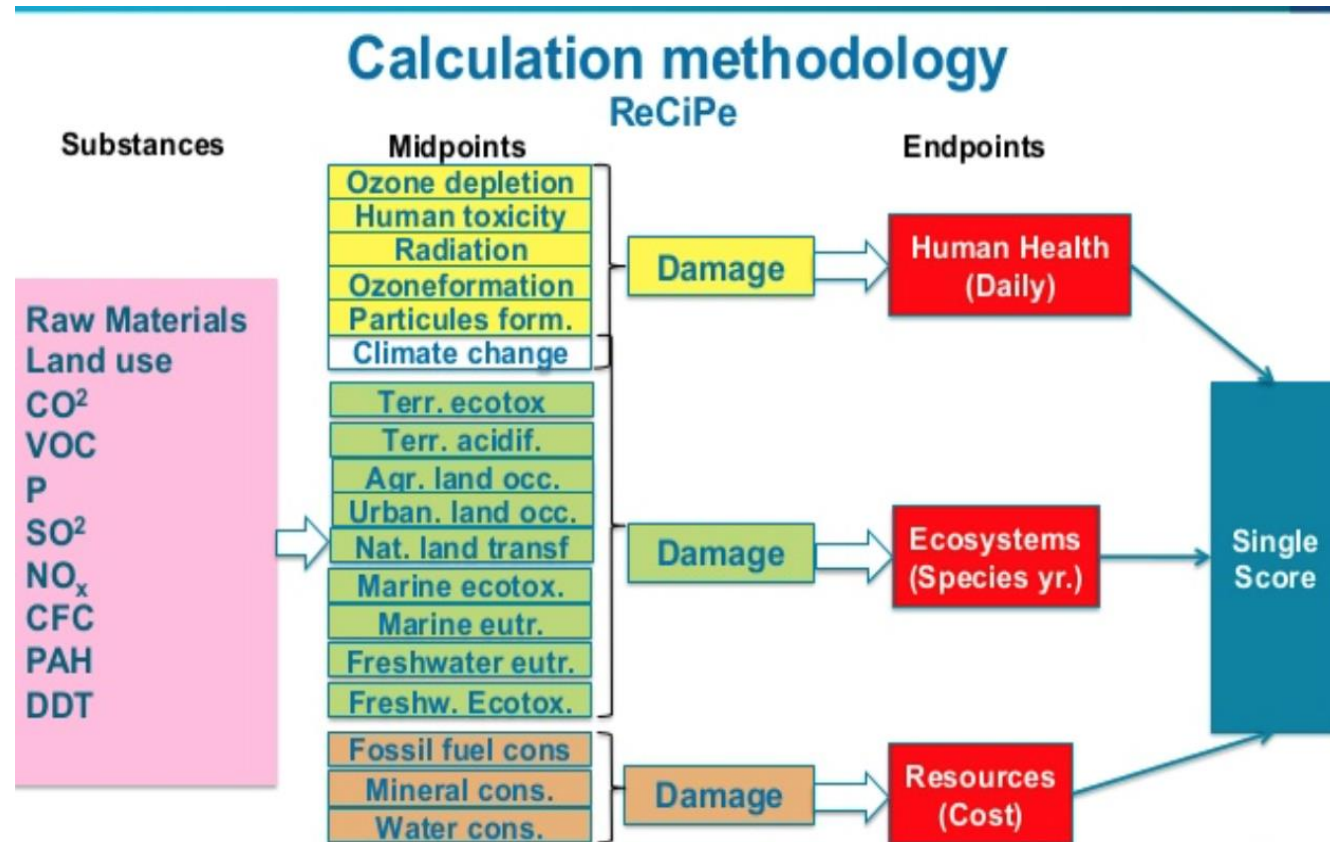 Calculation methodology
ReCiPe
Substances
Midpoints
Endpoints
Raw Materials
Land use
CO²
VOC
P
SO²
NOₓ
CFC
PAH
DDT
Ozone depletion
Human toxicity
Radiation
Ozoneformation
Particules form.
Climate change
Terr. ecotox
Terr. acidif.
Agr. land occ.
Urban. land occ.
Nat. land transf
Marine ecotox.
Marine eutr.
Freshwater eutr.
Freshw. Ecotox.
Fossil fuel cons
Mineral cons.
Water cons.
Damage
Damage
Damage
Human Health
(Daily)
Ecosystems
(Species yr.)
Resources
(Cost)
Single
Score